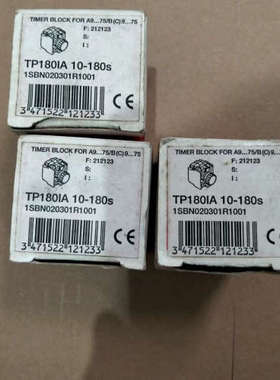 TIMER BLOCK FOR A9...75/B(C)9...75
F: 212123
S:
I:
TP180IA 10-180s
1SBN020301R1001
3 471522 121233
CE
TIMER BLOCK FOR A9...75/B(C)9...75
F: 212123
S:
I:
TP180IA 10-180s
1SBN020301R1001
3 471522 121233
CE
TIMER BLOCK FOR A9...75/B(C)9...75
F: 212123
S:
I:
TP180IA 10-180s
1SBN020301R1001
3 471522 121233
CE